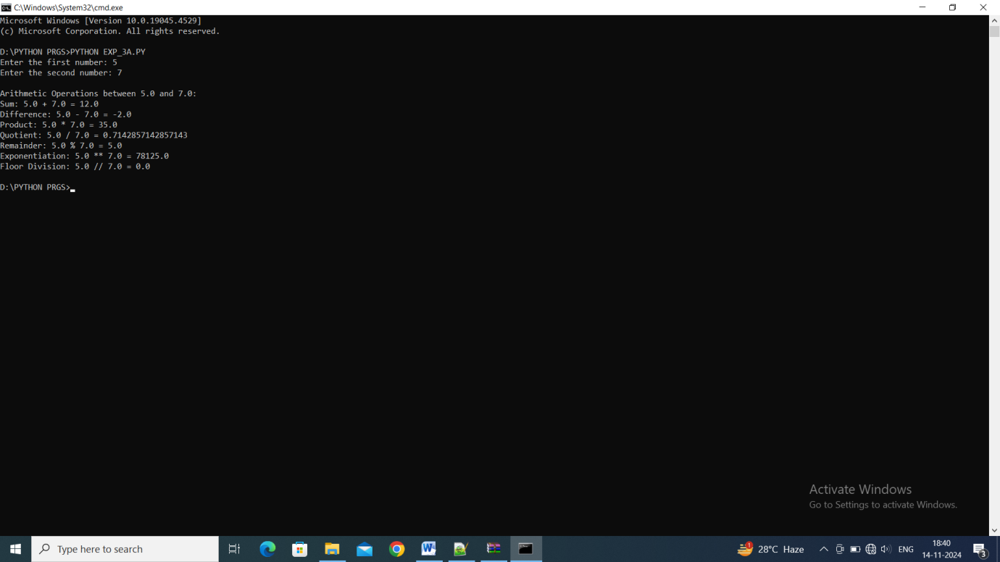 C:\Windows\System32\cmd.exe
Microsoft Windows [Version 10.0.19045.4529]
(c) Microsoft Corporation. All rights reserved.
D:\PYTHON PRGS>PYTHON EXP_3A.PY
Enter the first number: 5
Enter the second number: 7
Arithmetic Operations between 5.0 and 7.0:
Sum: 5.0 + 7.0 = 12.0
Difference: 5.0 - 7.0 = -2.0
Product: 5.0 * 7.0 = 35.0
Quotient: 5.0 / 7.0 = 0.7142857142857143
Remainder: 5.0 % 7.0 = 5.0
Exponentiation: 5.0 ** 7.0 = 78125.0
Floor Division: 5.0 // 7.0 = 0.0
D:\PYTHON PRGS>
Activate Windows
Go to Settings to activate Windows.
Type here to search
1
28°C Haze
ENG
18:40
14-11-2024
3